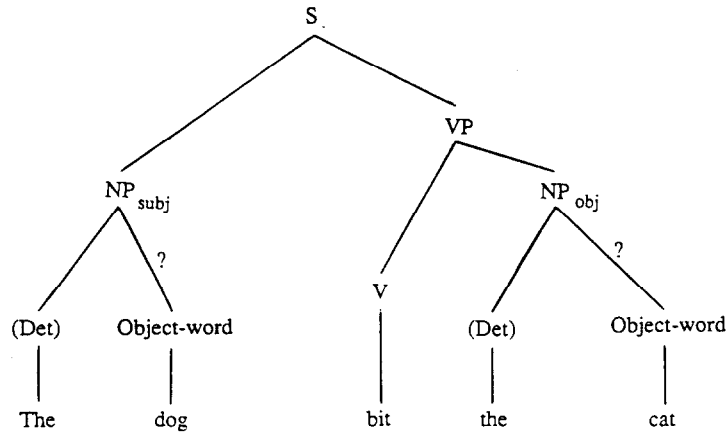 S
VP
NP subj
NP obj
? ?
V
(Det) Object-word (Det) Object-word
The dog bit the cat